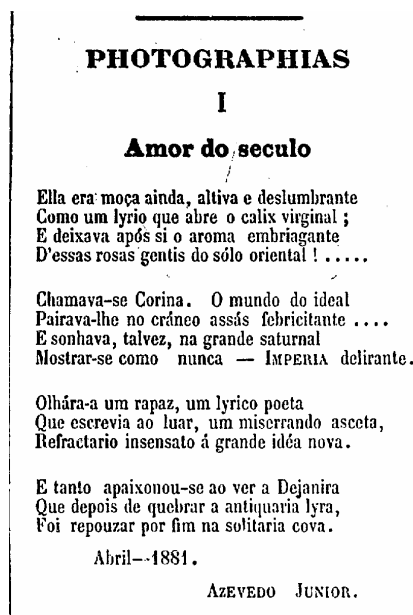 PHOTOGRAPHIAS
I
Amor do seculo
Ella era moça ainda, altiva e deslumbrante
Como um lyrio que abre o calix virginal ;
E deixava após si o aroma embriagante
D'essas rosas gentis do sólo oriental ! .....
Chamava-se Corina. O mundo do ideal
Pairava-lhe no cráneo assás febricitante ....
E sonhava, talvez, na grande saturnal
Mostrar-se como nunca — IMPERIA delirante.
Olhára-a um rapaz, um lyrico poeta
Que escrevia ao luar, um miserrando asceta,
Refractario insensato á grande idéa nova.
E tanto apaixonou-se ao ver a Dejanira
Que depois de quebrar a antiquaria lyra,
Foi repouzar por fim na solitaria cova.
Abril—1881.
AZEVEDO JUNIOR.